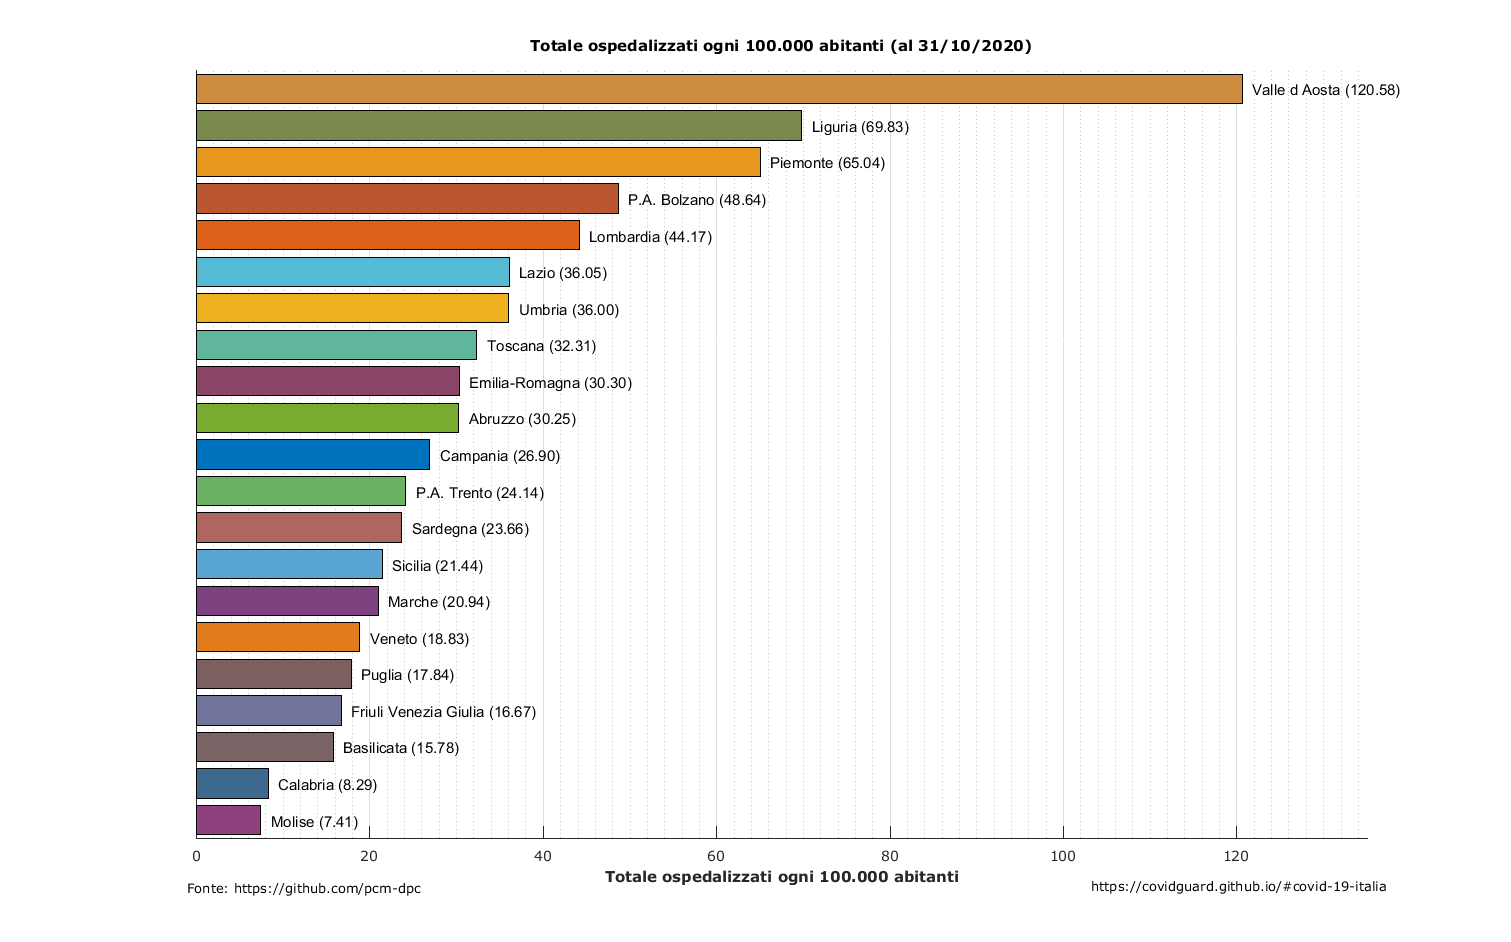 Totale ospedalizzati ogni 100.000 abitanti (al 31/10/2020)
Valle d Aosta (120.58)
Liguria (69.83)
Piemonte (65.04)
P.A. Bolzano (48.64)
Lombardia (44.17)
Lazio (36.05)
Umbria (36.00)
Toscana (32.31)
Emilia-Romagna (30.30)
Abruzzo (30.25)
Campania (26.90)
P.A. Trento (24.14)
Sardegna (23.66)
Sicilia (21.44)
Marche (20.94)
Veneto (18.83)
Puglia (17.84)
Friuli Venezia Giulia (16.67)
Basilicata (15.78)
Calabria (8.29)
Molise (7.41)
0 20 40 60 80 100 120
Totale ospedalizzati ogni 100.000 abitanti
Fonte: https://github.com/pcm-dpc
https://covidguard.github.io/#covid-19-italia